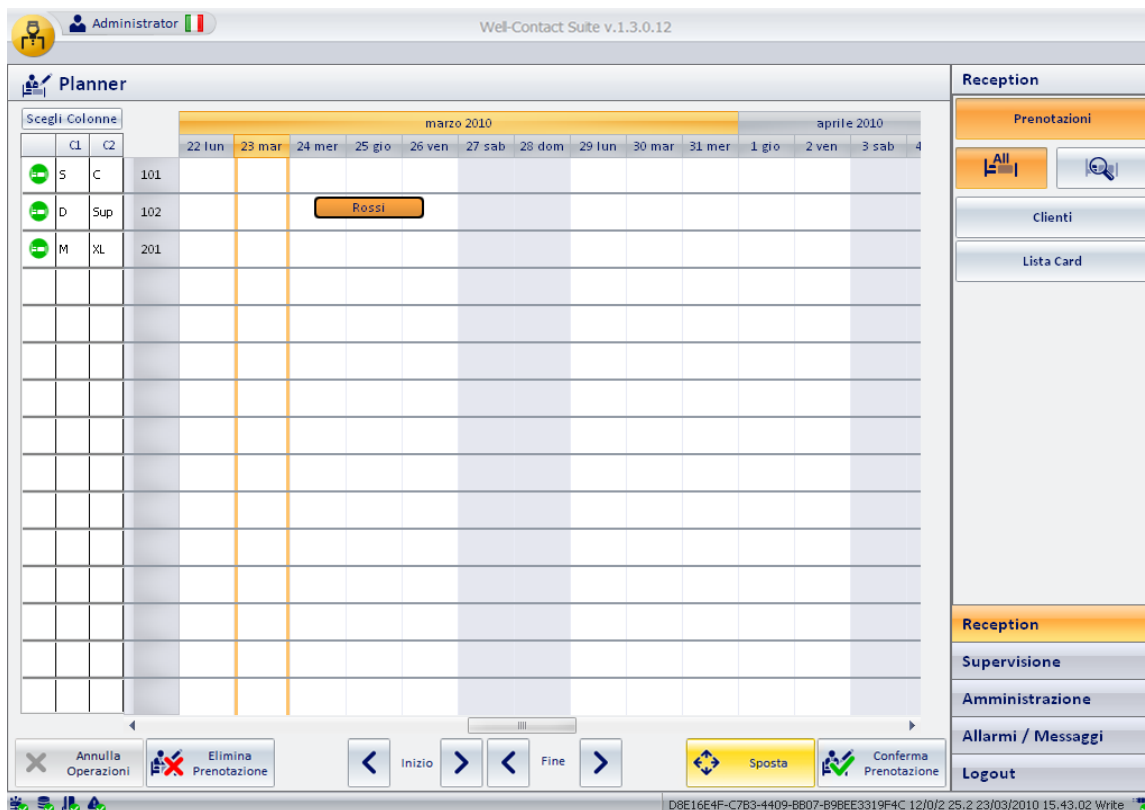 Administrator
Well-Contact Suite v.1.3.0.12
Planner
Reception
Scegli Colonne
marzo 2010 aprile 2010
C1 C2 22 lun 23 mar 24 mer 25 gio 26 ven 27 sab 28 dom 29 lun 30 mar 31 mer 1 gio 2 ven 3 sab 4
S C 101
D Sup 102 Rossi
M XL 201
Prenotazioni
All
Clienti
Lista Card
Reception
Supervisione
Amministrazione
Allarmi / Messaggi
Logout
Annulla
Operazioni
Elimina
Prenotazione
Inizio
Fine
Sposta
Conferma
Prenotazione
D8E16E4F-C7B3-4409-BB07-B9BEE3319F4C 12/0/2 25.2 23/03/2010 15.43.02 Write